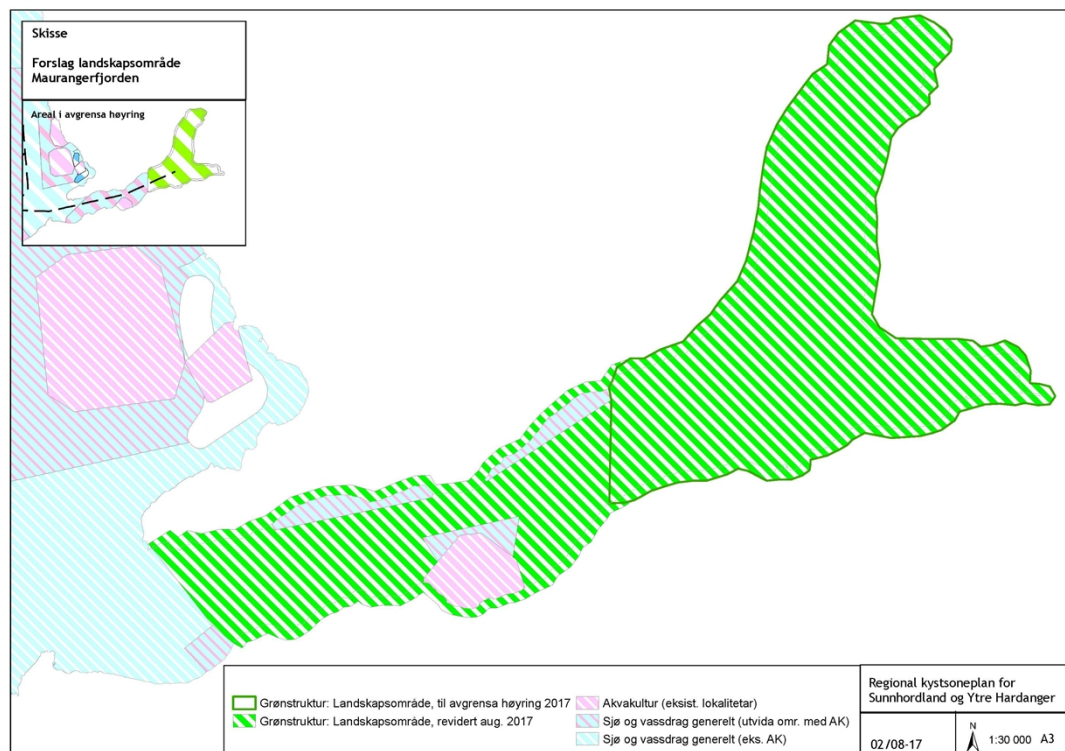 Skisse
Forslag landskapsområde
Maurangerfjorden
Areal i avgrensa høyring
Grønstruktur: Landskapsområde, til avgrensa høyring 2017
Grønstruktur: Landskapsområde, revidert aug. 2017
Akvakultur (eksist. lokalitetar)
Sjø og vassdrag generelt (utvida omr. med AK)
Sjø og vassdrag generelt (eks. AK)
Regional kystsoneplan for
Sunnhordland og Ytre Hardanger
02/08-17
N
1:30 000 A3